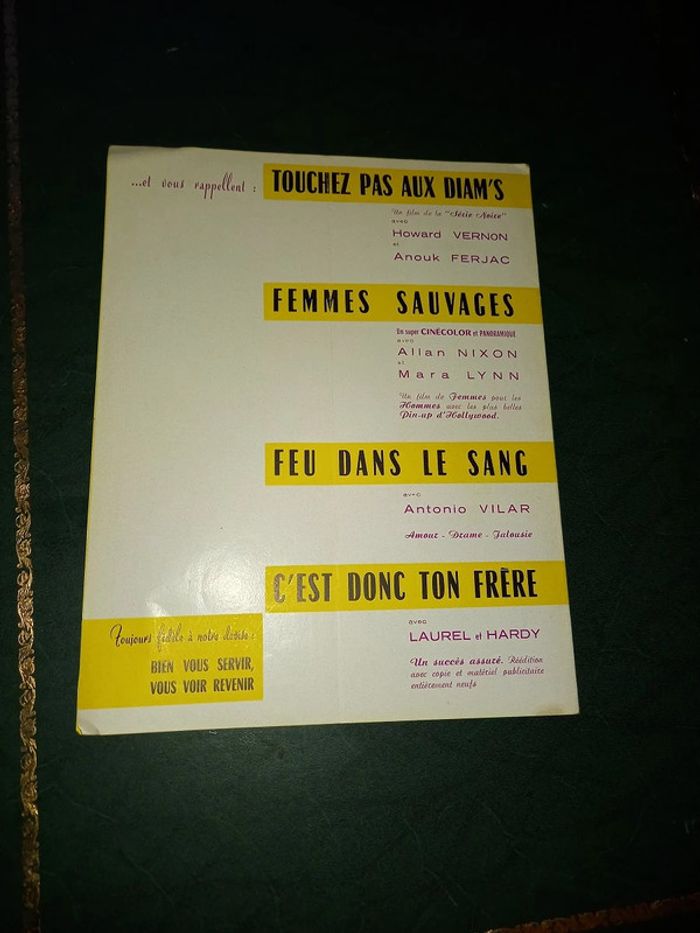 ...et vous rappellent :
TOUCHEZ PAS AUX DIAM'S
Un film de la "Série Noire"
avec
Howard VERNON
et
Anouk FERJAC
FEMMES SAUVAGES
En super CINÉCOLOR et PANORAMIQUE
avec
Allan NIXON
et
Mara LYNN
Un film de Femmes pour les
Hommes avec les plus belles
Pin-up d'Hollywood.
FEU DANS LE SANG
avec
Antonio VILAR
Amour - Drame - Jalousie
C'EST DONC TON FRÈRE
avec
LAUREL et HARDY
Un succès assuré. Réédition
avec copie et matériel publicitaire
entièrement neufs
Toujours fidèle à notre devise :
BIEN VOUS SERVIR,
VOUS VOIR REVENIR